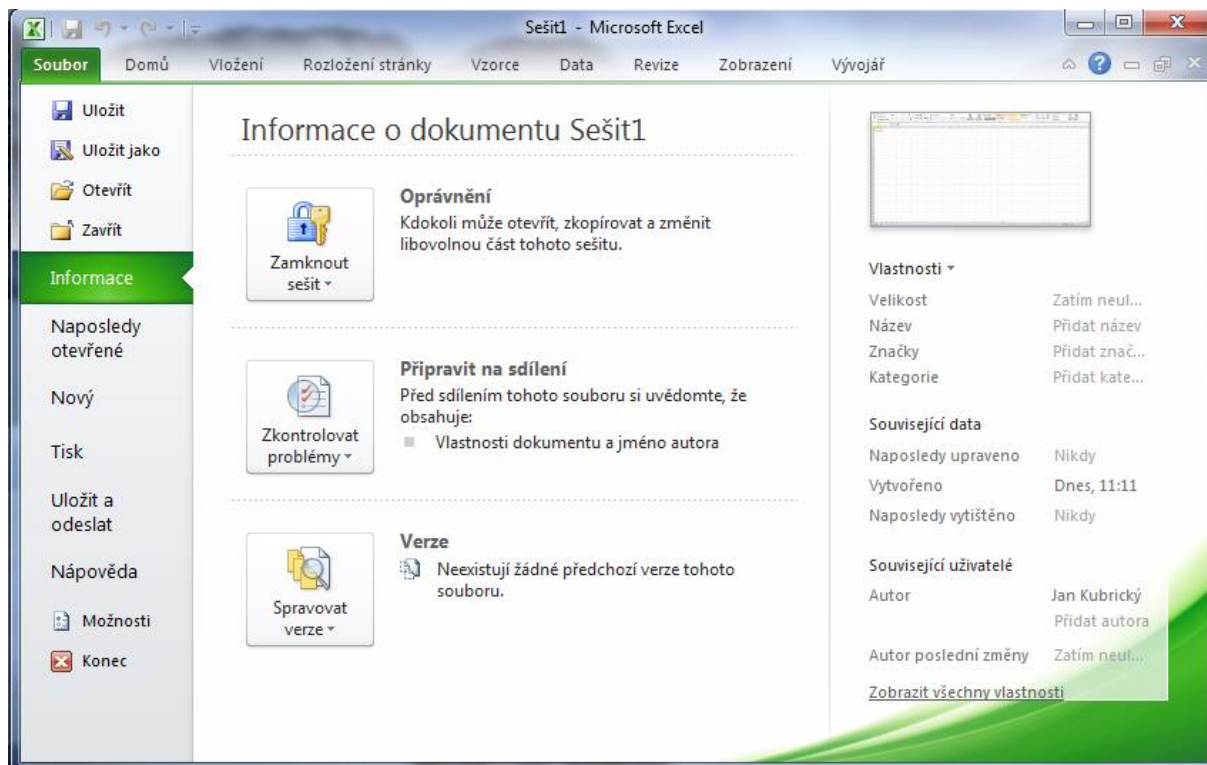 Sešit1 - Microsoft Excel
Soubor Domů Vložení Rozložení stránky Vzorce Data Revize Zobrazení Vývojář
Uložit
Uložit jako
Otevřít
Zavřít
Informace
Naposledy
otevřené
Nový
Tisk
Uložit a
odeslat
Nápověda
Možnosti
Konec
Informace o dokumentu Sešit1
Zamknout
sešit
Oprávnění
Kdokoli může otevřít, zkopírovat a změnit
libovolnou část tohoto sešitu.
Zkontrolovat
problémy
Připravit na sdílení
Před sdílením tohoto souboru si uvědomte, že
obsahuje:
Vlastnosti dokumentu a jméno autora
Spravovat
verze
Verze
Neexistují žádné předchozí verze tohoto
souboru.
Vlastnosti
Velikost Zatím neul...
Název Přidat název
Značky Přidat znač...
Kategorie Přidat kate...
Související data
Naposledy upraveno Nikdy
Vytvořeno Dnes, 11:11
Naposledy vytištěno Nikdy
Související uživatelé
Autor Jan Kubrický
Přidat autora
Autor poslední změny Zatím neul...
Zobrazit všechny vlastnosti